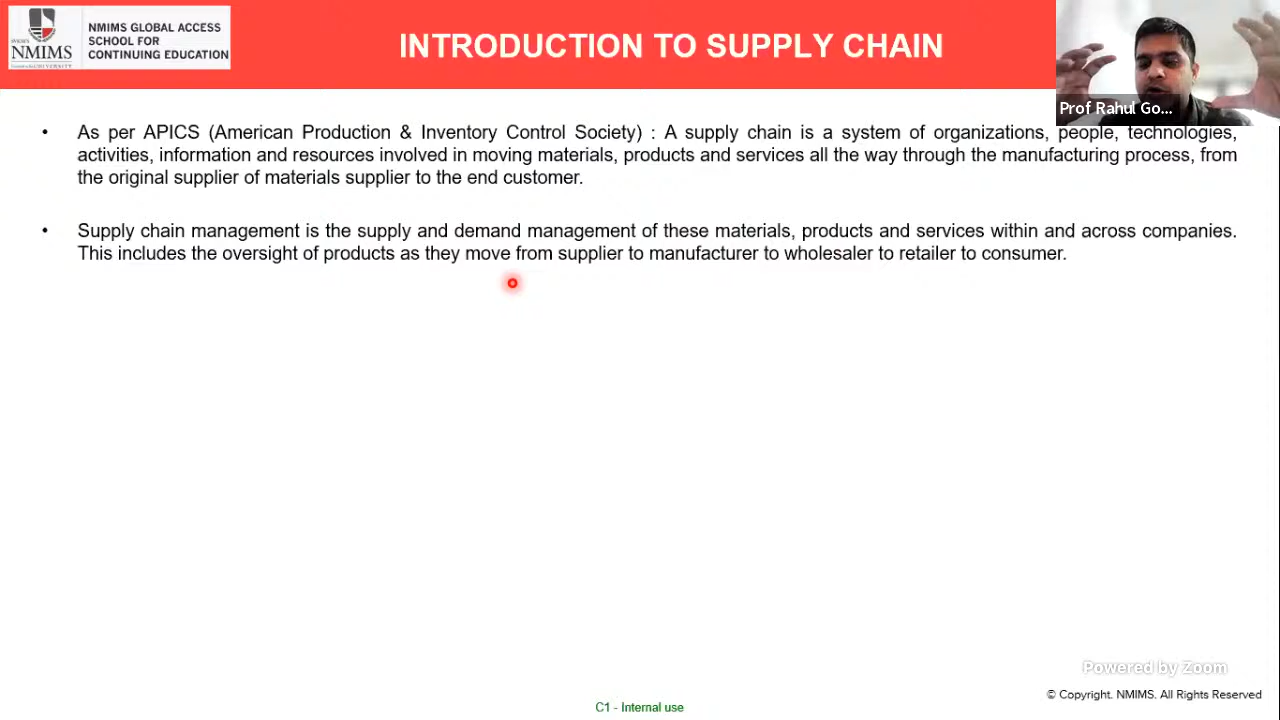 SVKM'S
NMIMS
NMIMS GLOBAL ACCESS
SCHOOL FOR
CONTINUING EDUCATION
INTRODUCTION TO SUPPLY CHAIN
Prof Rahul Go...
• As per APICS (American Production & Inventory Control Society) : A supply chain is a system of organizations, people, technologies,
activities, information and resources involved in moving materials, products and services all the way through the manufacturing process, from
the original supplier of materials supplier to the end customer.
• Supply chain management is the supply and demand management of these materials, products and services within and across companies.
This includes the oversight of products as they move from supplier to manufacturer to wholesaler to retailer to consumer.
Powered by Zoom
© Copyright. NMIMS. All Rights Reserved
C1 - Internal use